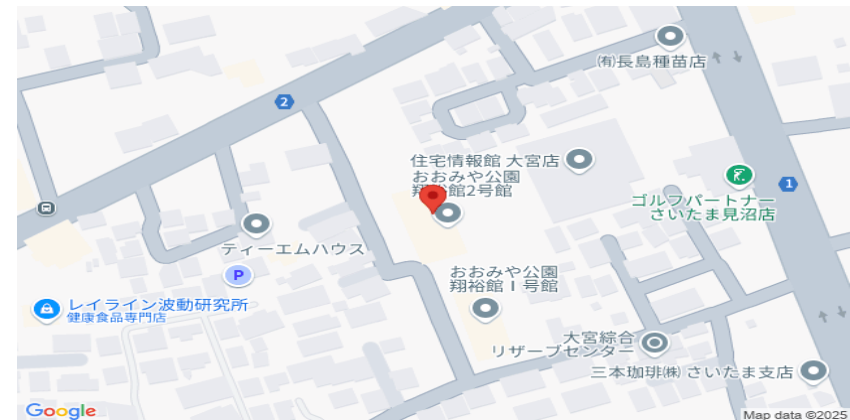 (有)長島種苗店
2
住宅情報館 大宮店
おおみや公園
翔裕館2号館
ゴルフパートナー
さいたま見沼店
1
ティーエムハウス
P
おおみや公園
翔裕館Ⅰ号館
レイライン波動研究所
健康食品専門店
大宮綜合
リザーブセンター
三本珈琲㈱ さいたま支店
Google
Map data ©2025